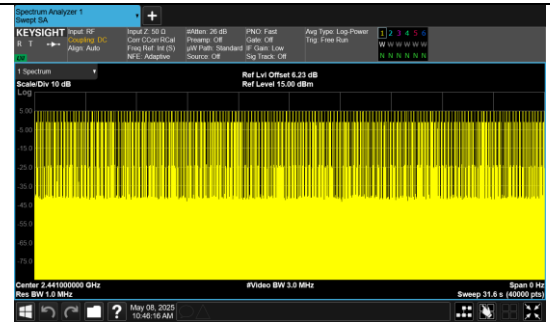 Spectrum Analyzer 1
Swept SA
+
KEYSIGHT Input: RF Input Z: 50 Ω #Atten: 26 dB PNO: Fast Avg Type: Log-Power 1 2 3 4 5 6
R T Coupling: DC Corr CCorr RCal Preamp: Off Gate: Off Trig: Free Run W W W W W W
Align: Auto Freq Ref: Int (S) µW Path: Standard IF Gain: Low N N N N N N
NFE: Adaptive Source: Off Sig Track: Off
1 Spectrum
Ref Lvl Offset 6.23 dB
Scale/Div 10 dB Ref Level 15.00 dBm
Log
5.00
-5.00
-15.0
-25.0
-35.0
-45.0
-55.0
-65.0
-75.0
Center 2.441000000 GHz #Video BW 3.0 MHz Span 0 Hz
Res BW 1.0 MHz Sweep 31.6 s (40000 pts)
? May 08, 2025
10:46:16 AM